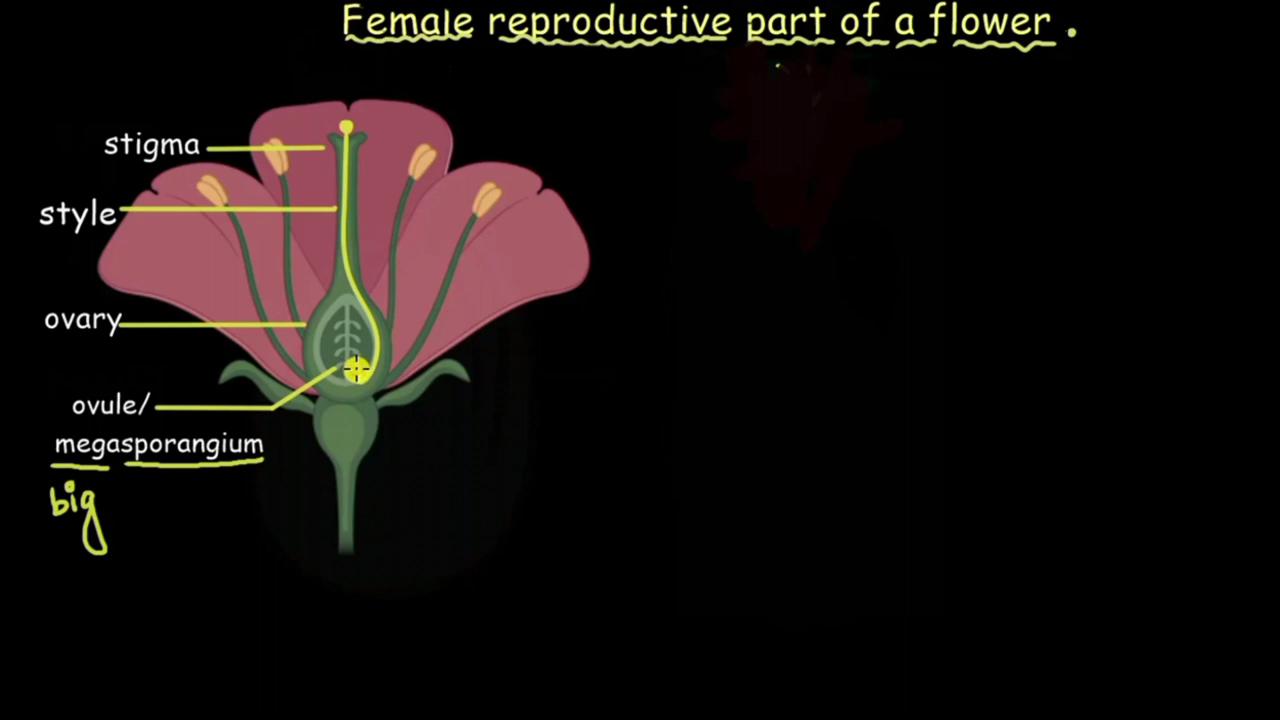 Female reproductive part of a flower .
stigma
style
ovary
ovule/
megasporangium
big